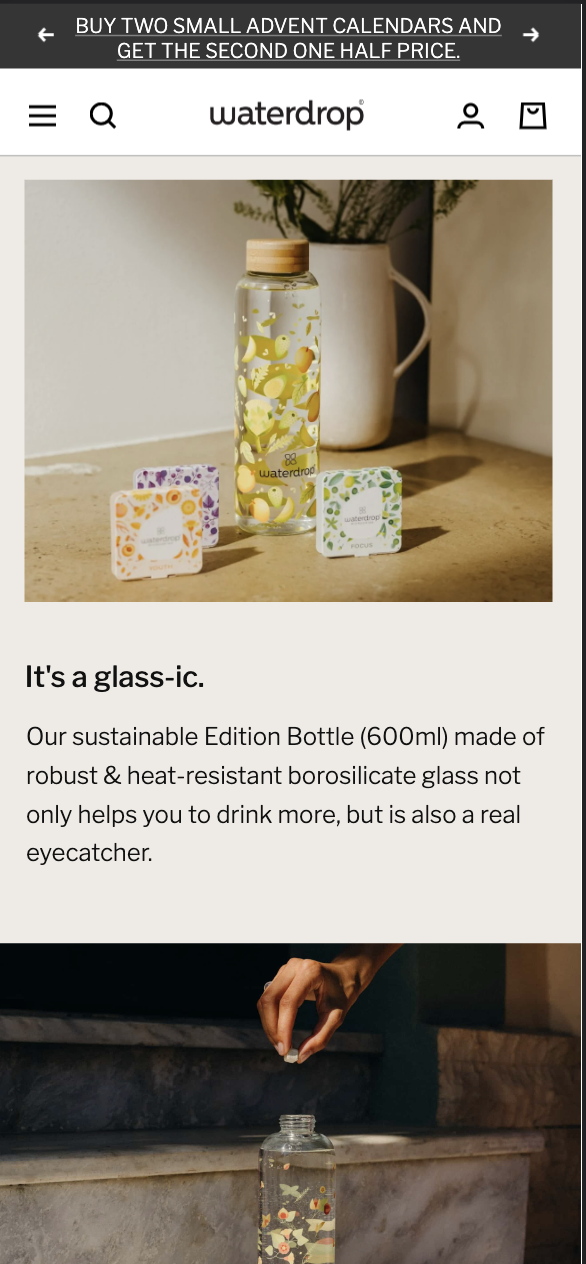 BUY TWO SMALL ADVENT CALENDARS AND
GET THE SECOND ONE HALF PRICE.
waterdrop®
waterdrop
waterdrop
YOUTH
waterdrop
FOCUS
It's a glass-ic.
Our sustainable Edition Bottle (600ml) made of
robust & heat-resistant borosilicate glass not
only helps you to drink more, but is also a real
eyecatcher.